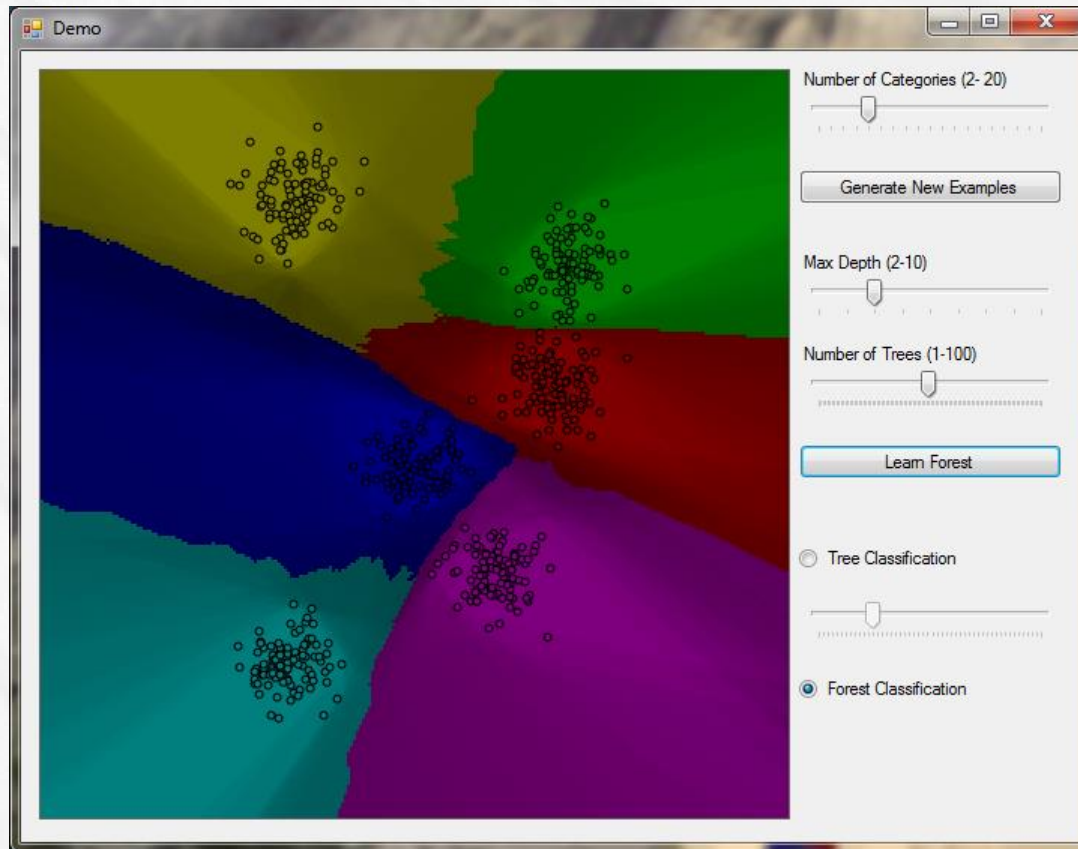 Demo
Number of Categories (2- 20)
Generate New Examples
Max Depth (2-10)
Number of Trees (1-100)
Learn Forest
Tree Classification
Forest Classification